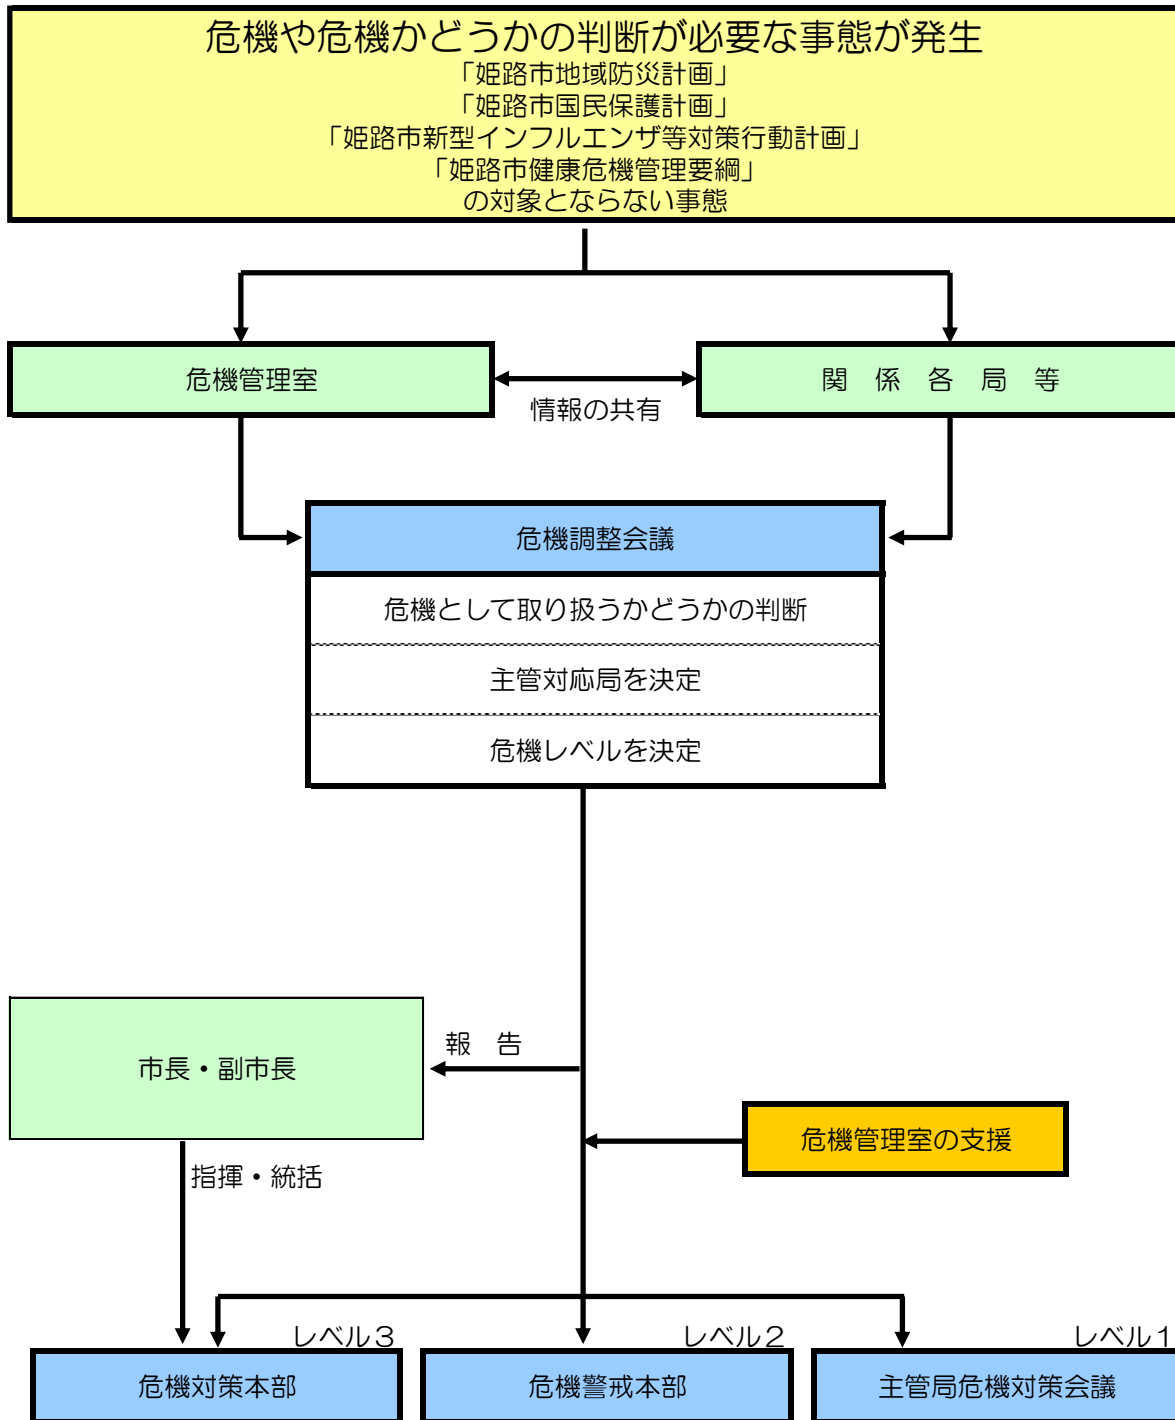 危機や危機かどうかの判断が必要な事態が発生
「姫路市地域防災計画」
「姫路市国民保護計画」
「姫路市新型インフルエンザ等対策行動計画」
「姫路市健康危機管理要綱」
の対象とならない事態
危機管理室
関　係　各　局　等
情報の共有
危機調整会議
危機として取り扱うかどうかの判断
主管対応局を決定
危機レベルを決定
報　告
市長・副市長
危機管理室の支援
指揮・統括
レベル３
レベル２
レベル１
危機対策本部
危機警戒本部
主管局危機対策会議